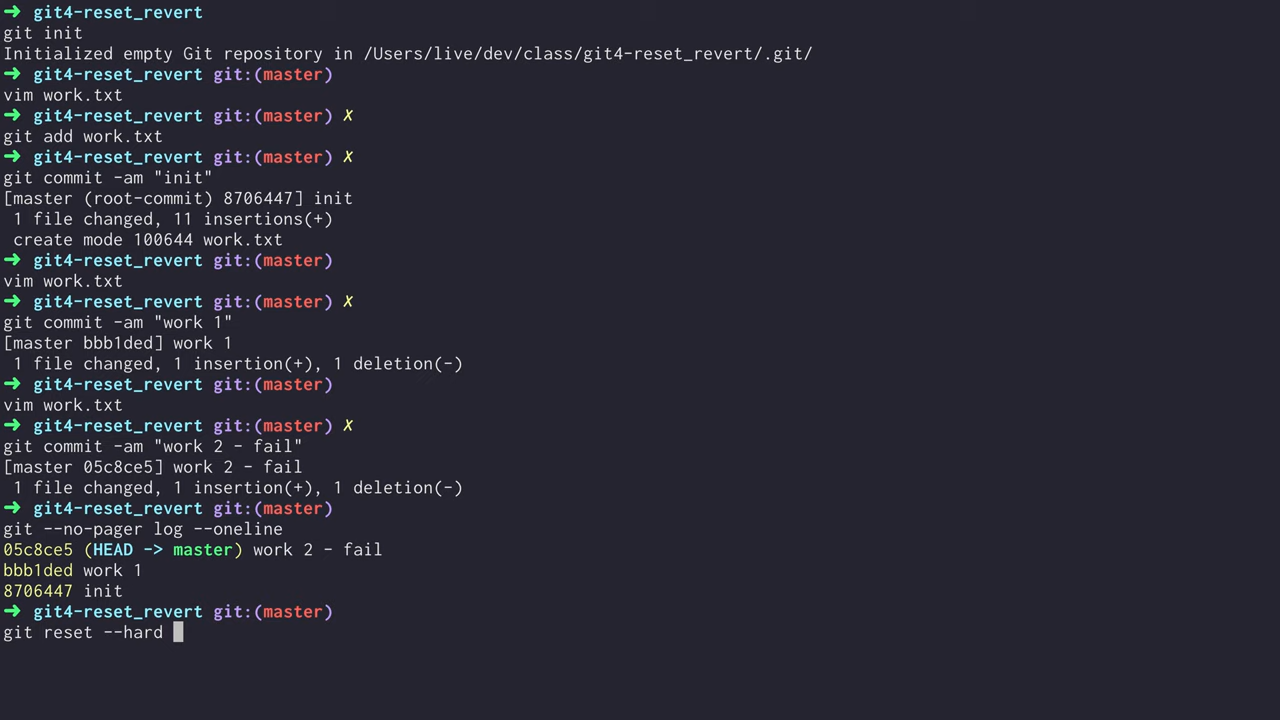 ➜ git4-reset_revert
git init
Initialized empty Git repository in /Users/live/dev/class/git4-reset_revert/.git/
➜ git4-reset_revert git:(master)
vim work.txt
➜ git4-reset_revert git:(master) ✗
git add work.txt
➜ git4-reset_revert git:(master) ✗
git commit -am "init"
[master (root-commit) 8706447] init
 1 file changed, 11 insertions(+)
 create mode 100644 work.txt
➜ git4-reset_revert git:(master)
vim work.txt
➜ git4-reset_revert git:(master) ✗
git commit -am "work 1"
[master bbb1ded] work 1
 1 file changed, 1 insertion(+), 1 deletion(-)
➜ git4-reset_revert git:(master)
vim work.txt
➜ git4-reset_revert git:(master) ✗
git commit -am "work 2 - fail"
[master 05c8ce5] work 2 - fail
 1 file changed, 1 insertion(+), 1 deletion(-)
➜ git4-reset_revert git:(master)
git --no-pager log --oneline
05c8ce5 (HEAD -> master) work 2 - fail
bbb1ded work 1
8706447 init
➜ git4-reset_revert git:(master)
git reset --hard